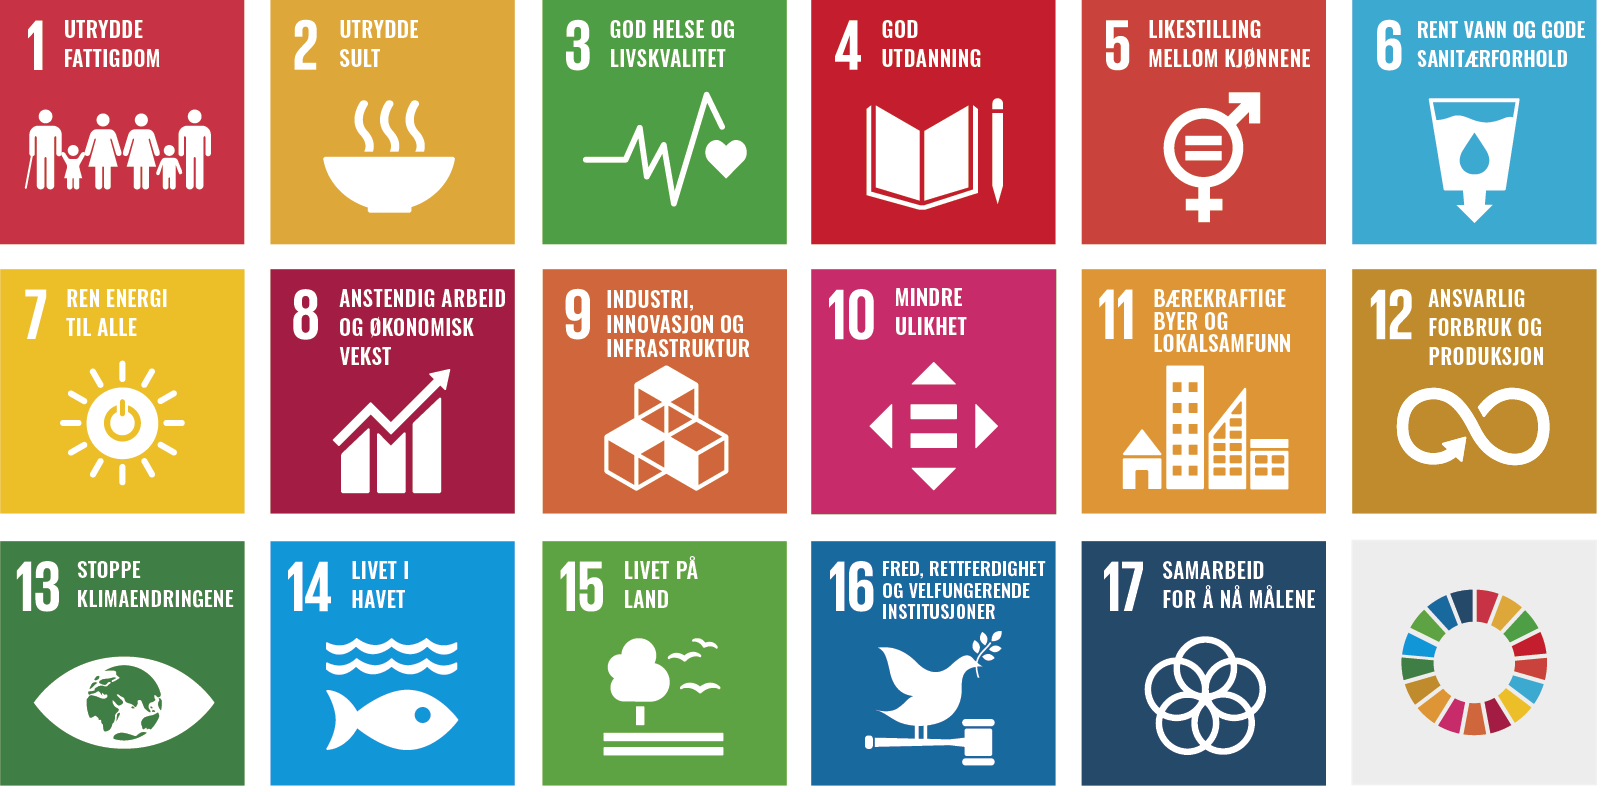 1 UTRYDDE
FATTIGDOM
2 UTRYDDE
SULT
3 GOD HELSE OG
LIVSKVALITET
4 GOD
UTDANNING
5 LIKESTILLING
MELLOM KJØNNENE
6 RENT VANN OG GODE
SANITÆRFORHOLD
7 REN ENERGI
TIL ALLE
8 ANSTENDIG ARBEID
OG ØKONOMISK
VEKST
9 INDUSTRI,
INNOVASJON OG
INFRASTRUKTUR
10 MINDRE
ULIKHET
11 BÆREKRAFTIGE
BYER OG
LOKALSAMFUNN
12 ANSVARLIG
FORBRUK OG
PRODUKSJON
13 STOPPE
KLIMAENDRINGENE
14 LIVET I
HAVET
15 LIVET PÅ
LAND
16 FRED, RETTFERDIGHET
OG VELFUNGERENDE
INSTITUSJONER
17 SAMARBEID
FOR Å NÅ MÅLENE